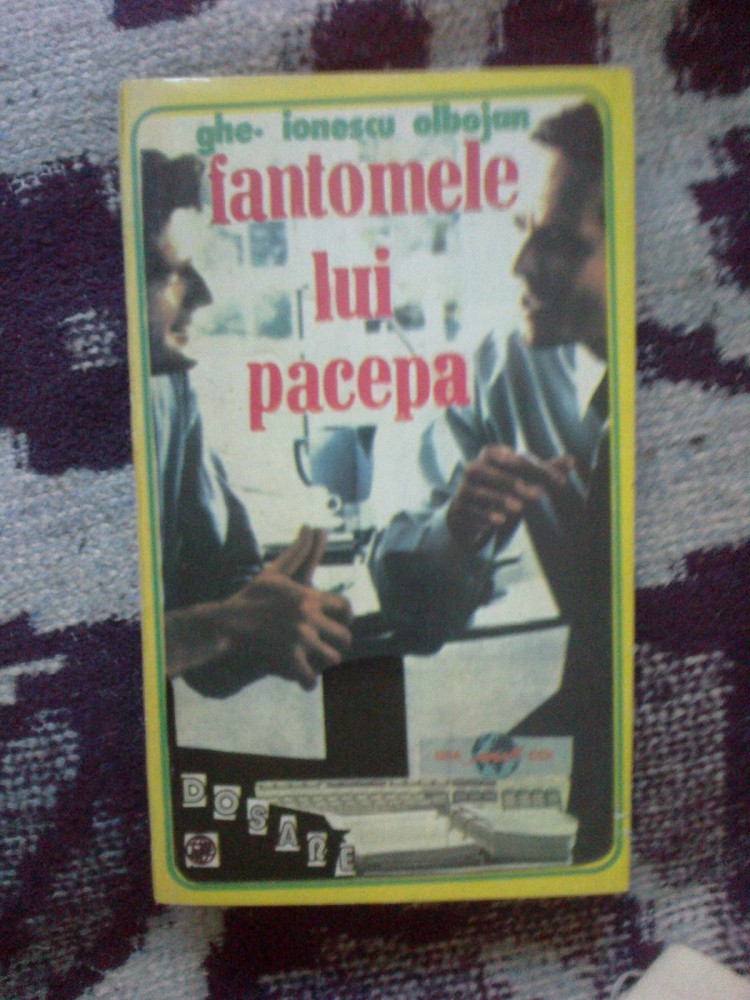 ghe. ionescu olbojan
fantomele
lui
pacepa
DOSARE